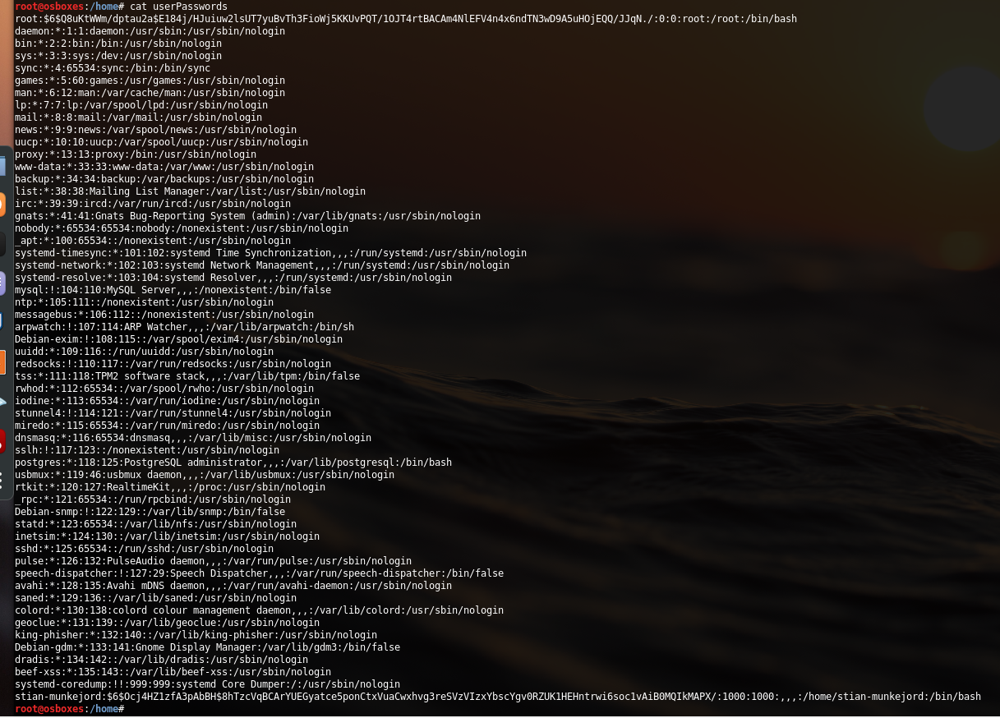 root@osboxes:/home# cat userPasswords
root:$6$Q8uKtWWm/dptau2a$E184j/HJuiuw2lsUT7yuBvTh3FioWj5KKUvPQT/1OJT4rtBACAm4NlEFV4n4x6ndTN3wD9A5uHOjEQQ/JJqN./:0:0:root:/root:/bin/bash
daemon:*:1:1:daemon:/usr/sbin:/usr/sbin/nologin
bin:*:2:2:bin:/bin:/usr/sbin/nologin
sys:*:3:3:sys:/dev:/usr/sbin/nologin
sync:*:4:65534:sync:/bin:/bin/sync
games:*:5:60:games:/usr/games:/usr/sbin/nologin
man:*:6:12:man:/var/cache/man:/usr/sbin/nologin
lp:*:7:7:lp:/var/spool/lpd:/usr/sbin/nologin
mail:*:8:8:mail:/var/mail:/usr/sbin/nologin
news:*:9:9:news:/var/spool/news:/usr/sbin/nologin
uucp:*:10:10:uucp:/var/spool/uucp:/usr/sbin/nologin
proxy:*:13:13:proxy:/bin:/usr/sbin/nologin
www-data:*:33:33:www-data:/var/www:/usr/sbin/nologin
backup:*:34:34:backup:/var/backups:/usr/sbin/nologin
list:*:38:38:Mailing List Manager:/var/list:/usr/sbin/nologin
irc:*:39:39:ircd:/var/run/ircd:/usr/sbin/nologin
gnats:*:41:41:Gnats Bug-Reporting System (admin):/var/lib/gnats:/usr/sbin/nologin
nobody:*:65534:65534:nobody:/nonexistent:/usr/sbin/nologin
_apt:*:100:65534::/nonexistent:/usr/sbin/nologin
systemd-timesync:*:101:102:systemd Time Synchronization,,,:/run/systemd:/usr/sbin/nologin
systemd-network:*:102:103:systemd Network Management,,,:/run/systemd:/usr/sbin/nologin
systemd-resolve:*:103:104:systemd Resolver,,,:/run/systemd:/usr/sbin/nologin
mysql:!:104:110:MySQL Server,,,:/nonexistent:/bin/false
ntp:*:105:111::/nonexistent:/usr/sbin/nologin
messagebus:*:106:112::/nonexistent:/usr/sbin/nologin
arpwatch:!:107:114:ARP Watcher,,,:/var/lib/arpwatch:/bin/sh
Debian-exim:!:108:115::/var/spool/exim4:/usr/sbin/nologin
uuidd:*:109:116::/run/uuidd:/usr/sbin/nologin
redsocks:!:110:117::/var/run/redsocks:/usr/sbin/nologin
tss:*:111:118:TPM2 software stack,,,:/var/lib/tpm:/bin/false
rwhod:*:112:65534::/var/spool/rwho:/usr/sbin/nologin
iodine:*:113:65534::/var/run/iodine:/usr/sbin/nologin
stunnel4:!:114:121::/var/run/stunnel4:/usr/sbin/nologin
miredo:*:115:65534::/var/run/miredo:/usr/sbin/nologin
dnsmasq:*:116:65534:dnsmasq,,,:/var/lib/misc:/usr/sbin/nologin
sslh:!:117:123::/nonexistent:/usr/sbin/nologin
postgres:*:118:125:PostgreSQL administrator,,,:/var/lib/postgresql:/bin/bash
usbmux:*:119:46:usbmux daemon,,,:/var/lib/usbmux:/usr/sbin/nologin
rtkit:*:120:127:RealtimeKit,,,:/proc:/usr/sbin/nologin
_rpc:*:121:65534::/run/rpcbind:/usr/sbin/nologin
Debian-snmp:!:122:129::/var/lib/snmp:/bin/false
statd:*:123:65534::/var/lib/nfs:/usr/sbin/nologin
inetsim:*:124:130::/var/lib/inetsim:/usr/sbin/nologin
sshd:*:125:65534::/run/sshd:/usr/sbin/nologin
pulse:*:126:132:PulseAudio daemon,,,:/var/run/pulse:/usr/sbin/nologin
speech-dispatcher:!:127:29:Speech Dispatcher,,,:/var/run/speech-dispatcher:/bin/false
avahi:*:128:135:Avahi mDNS daemon,,,:/var/run/avahi-daemon:/usr/sbin/nologin
saned:*:129:136::/var/lib/saned:/usr/sbin/nologin
colord:*:130:138:colord colour management daemon,,,:/var/lib/colord:/usr/sbin/nologin
geoclue:*:131:139::/var/lib/geoclue:/usr/sbin/nologin
king-phisher:*:132:140::/var/lib/king-phisher:/usr/sbin/nologin
Debian-gdm:*:133:141:Gnome Display Manager:/var/lib/gdm3:/bin/false
dradis:*:134:142::/var/lib/dradis:/usr/sbin/nologin
beef-xss:*:135:143::/var/lib/beef-xss:/usr/sbin/nologin
systemd-coredump:!!:999:999:systemd Core Dumper:/:/usr/sbin/nologin
stian-munkejord:$6$Ocj4HZ1zfA3pAbBH$8hTzcVqBCArYUEGyatce5ponCtxVuaCwxhvg3reSVzVIzxYbscYgv0RZUK1HEHntrwi6soc1vAiB0MQIkMAPX/:1000:1000:,,,:/home/stian-munkejord:/bin/bash
root@osboxes:/home#